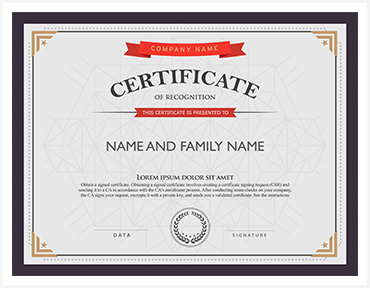 COMPANY NAME
CERTIFICATE
OF RECOGNITION
THIS CERTIFICATE IS PRESENTED TO
NAME AND FAMILY NAME
LOREM IPSUM DOLOR SIT AMET
Obtain a signed certificate. Obtaining a signed certificate involves creating a certificate signing request (CSR) and
sending it to a CA in accordance with the CA's enrollment process. After conducting some checks on your company,
the CA signs your request, encrypts it with a private key, and sends you a validated certificate. See the instructions
DATA
SIGNATURE